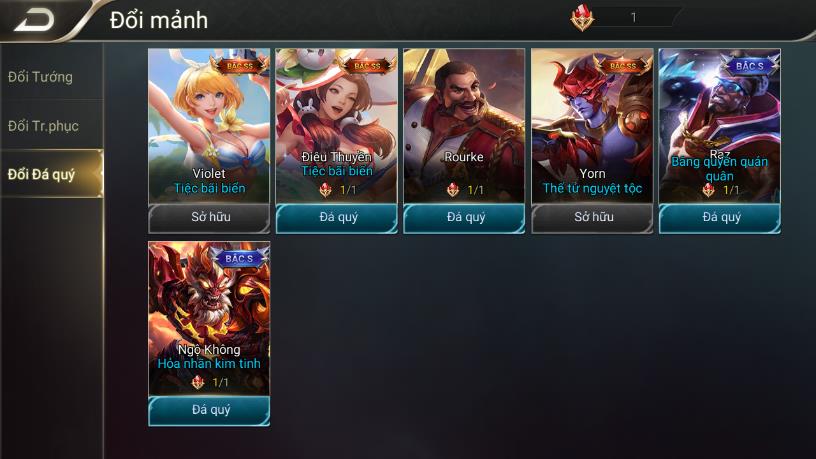 Đổi mảnh
1
Đổi Tướng
Đổi Tr.phục
Đổi Đá quý
BẬC SS
Violet
Tiệc bãi biển
Sở hữu
BẬC SS
Điêu Thuyền
Tiệc bãi biển
1/1
Đá quý
Rourke
1/1
Đá quý
BẬC SS
Yorn
Thế tử nguyệt tộc
Sở hữu
BẬC S
Raz
Băng quyền quán
quân
1/1
Đá quý
BẬC S
Ngộ Không
Hỏa nhãn kim tinh
1/1
Đá quý